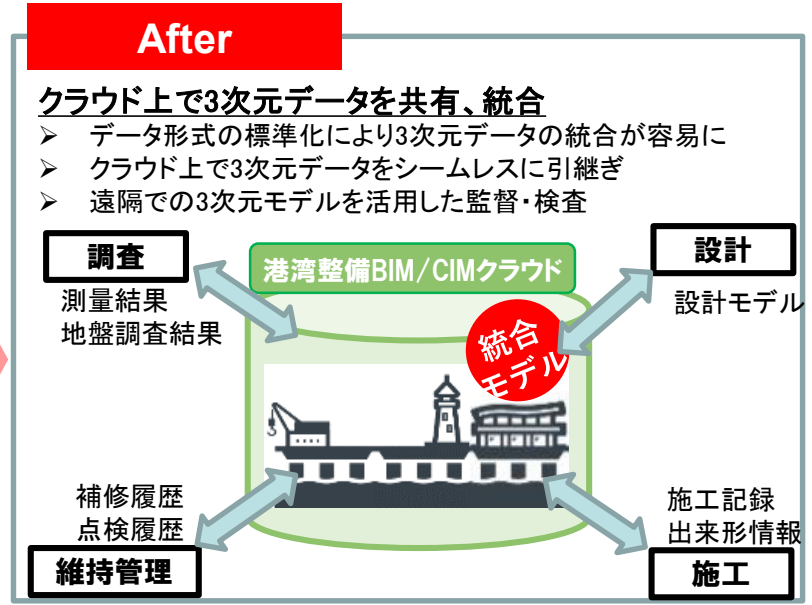 After
クラウド上で3次元データを共有、統合
➢ データ形式の標準化により3次元データの統合が容易に
➢ クラウド上で3次元データをシームレスに引継ぎ
➢ 遠隔での3次元モデルを活用した監督・検査
調査
測量結果
地盤調査結果
港湾整備BIM/CIMクラウド
設計
設計モデル
統合
モデル
補修履歴
点検履歴
維持管理
施工記録
出来形情報
施工